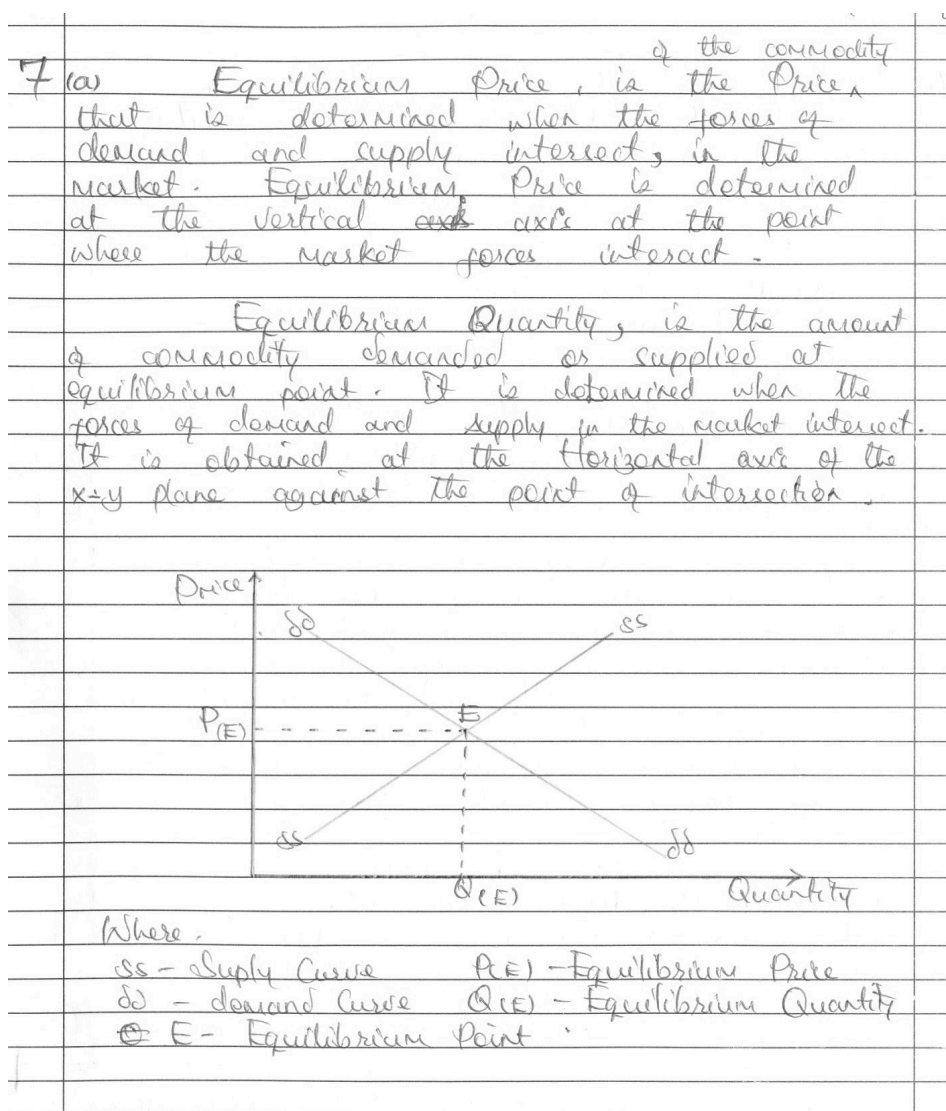 of the commodity
7 (a) Equilibrium Price, is the Price
that is determined when the forces of
demand and supply intersect, in the
market. Equilibrium Price is determined
at the vertical axis at the point
where the market forces interact.
Equilibrium Quantity, is the amount
of commodity demanded or supplied at
equilibrium point. It is determined when the
forces of demand and supply in the market intersect.
It is obtained at the Horizontal axis of the
x-y plane against the point of intersection.
Price
dd ss
E
P(E)
ss dd
Q(E) Quantity
Where.
ss - Suply Curve P(E) - Equilibrium Price
dd - demand Curve Q(E) - Equilibrium Quantity
E - Equilibrium Point.